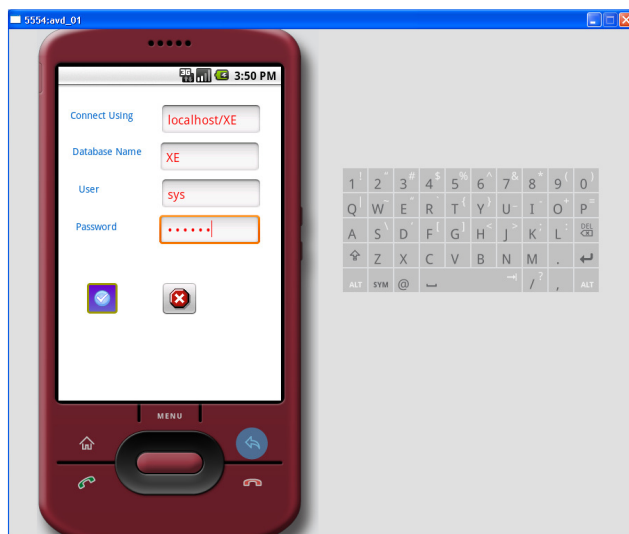 5554:avd_01
3G
3:50 PM
Connect Using
localhost/XE
Database Name
XE
User
sys
Password
••••••
MENU
1 ! 2 " 3 # 4 $ 5 % 6 ^ 7 & 8 * 9 ( 0 )
Q | W ~ E " R ` T { Y } U _ I - O + P =
A S \ D ' F [ G ] H < J > K ; L :  DEL
Z X C V B N M .
ALT SYM @ / ? , ALT